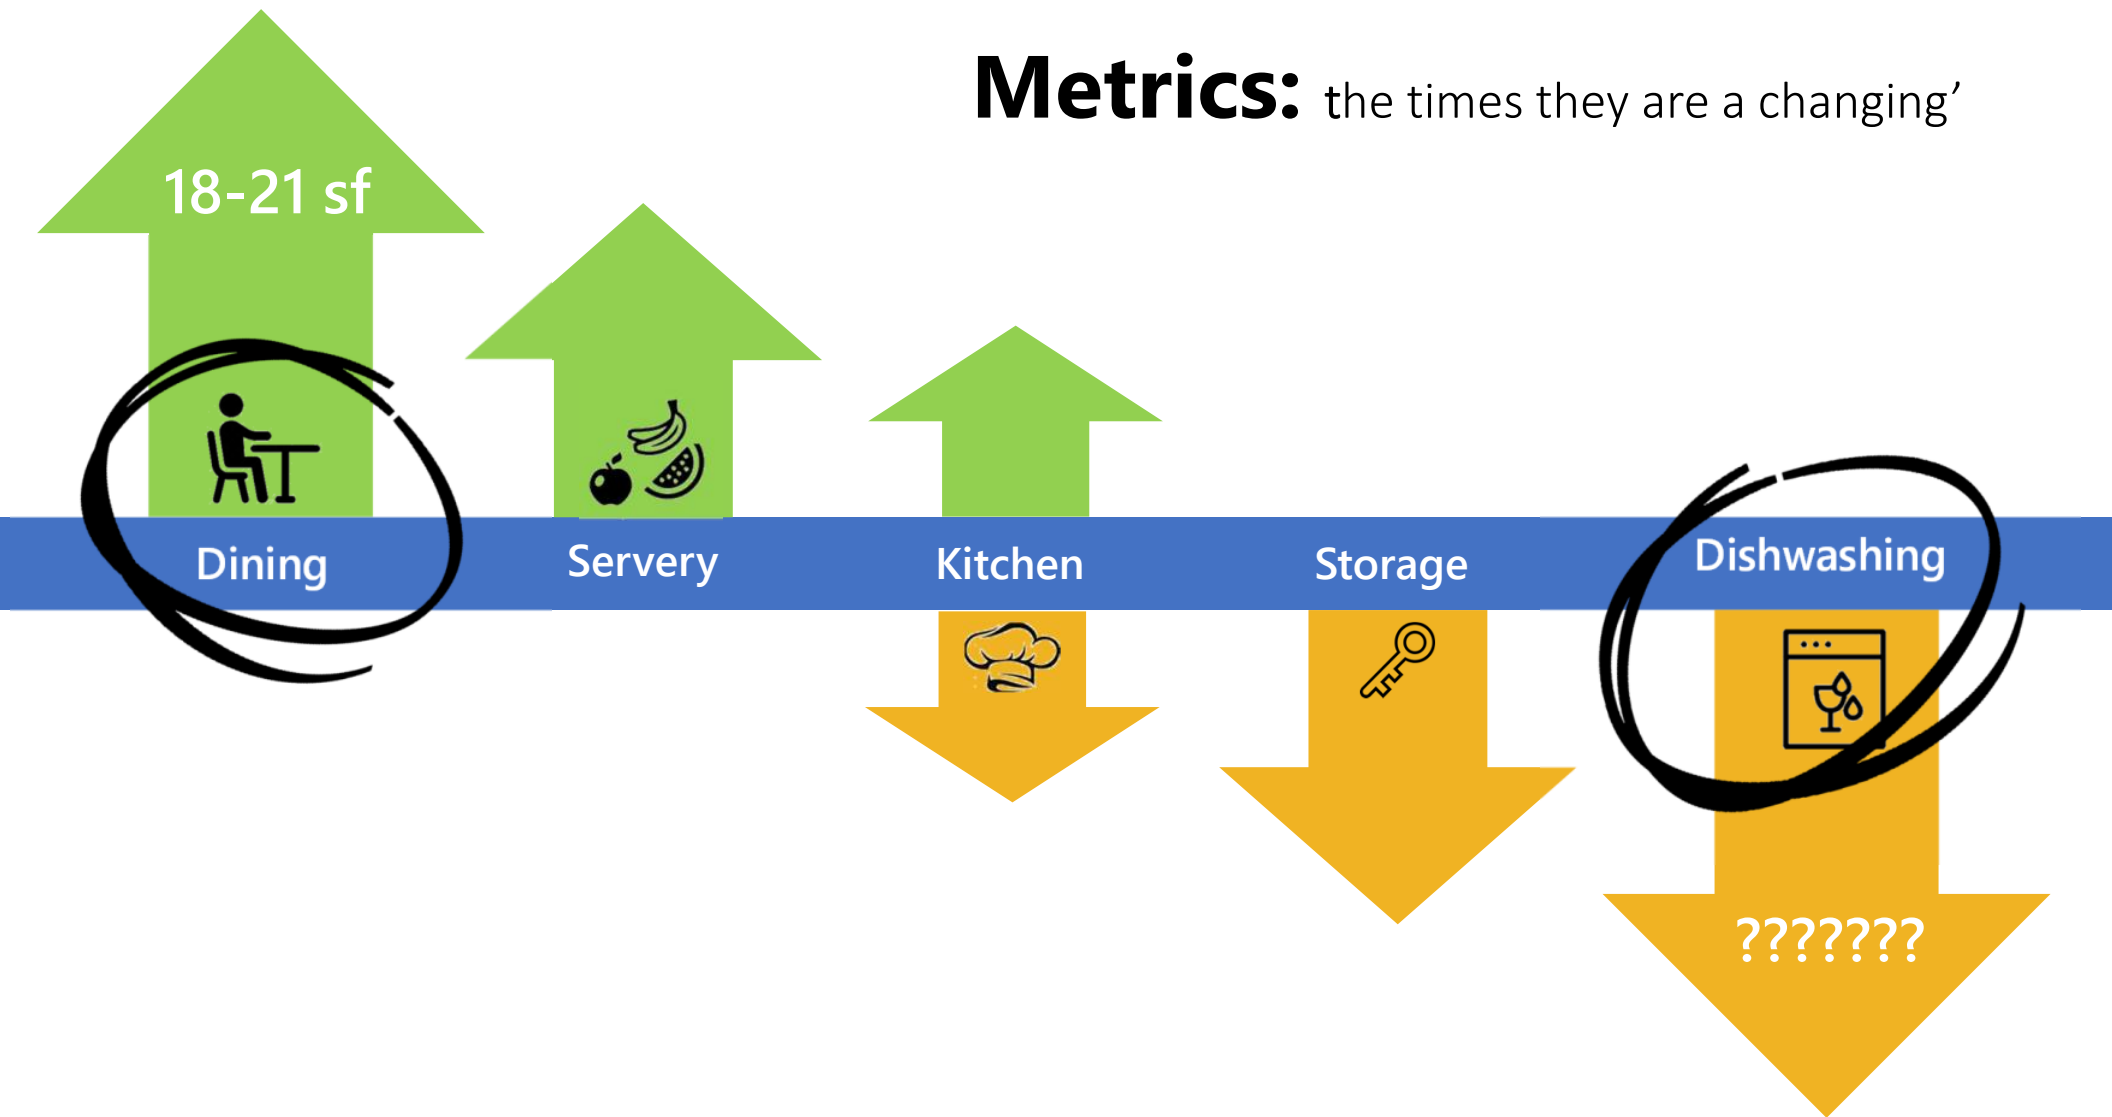 Metrics: the times they are a changing’
18-21 sf
Dining
Servery
Kitchen
Storage
Dishwashing
???????